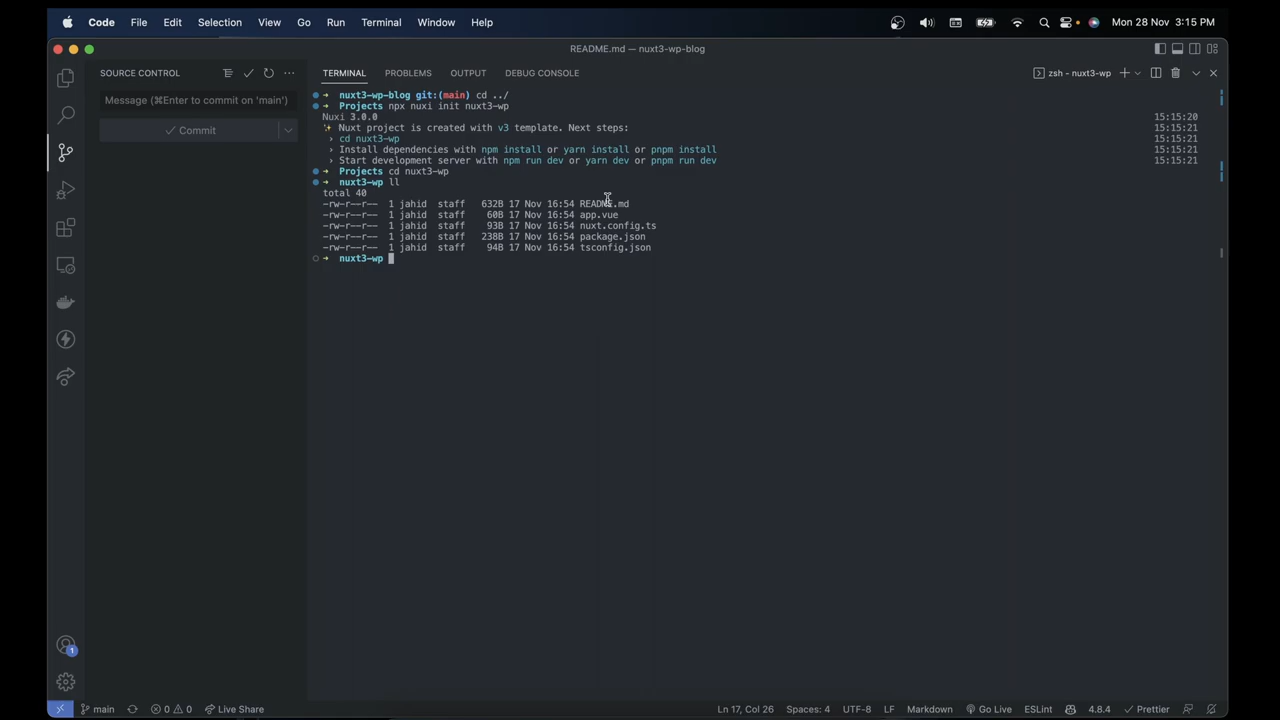 Code File Edit Selection View Go Run Terminal Window Help Mon 28 Nov 3:15 PM
README.md — nuxt3-wp-blog
SOURCE CONTROL
Message (⌘Enter to commit on 'main')
Commit
TERMINAL PROBLEMS OUTPUT DEBUG CONSOLE zsh - nuxt3-wp
➜ nuxt3-wp-blog git:(main) cd ../
➜ Projects npx nuxi init nuxt3-wp
Nuxi 3.0.0 15:15:20
✨ Nuxt project is created with v3 template. Next steps: 15:15:21
› cd nuxt3-wp
› Install dependencies with npm install or yarn install or pnpm install 15:15:21
› Start development server with npm run dev or yarn dev or pnpm run dev 15:15:21
➜ Projects cd nuxt3-wp
➜ nuxt3-wp ll
total 40
-rw-r--r-- 1 jahid staff 632B 17 Nov 16:54 README.md
-rw-r--r-- 1 jahid staff 60B 17 Nov 16:54 app.vue
-rw-r--r-- 1 jahid staff 93B 17 Nov 16:54 nuxt.config.ts
-rw-r--r-- 1 jahid staff 238B 17 Nov 16:54 package.json
-rw-r--r-- 1 jahid staff 94B 17 Nov 16:54 tsconfig.json
➜ nuxt3-wp
1
main 0 0 Live Share Ln 17, Col 26 Spaces: 4 UTF-8 LF Markdown Go Live ESLint 4.8.4 Prettier